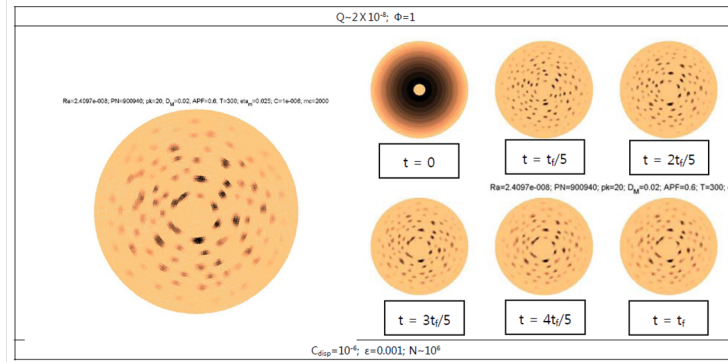 Q~2 X 10⁻⁸; Φ=1
Ra=2.4097e-008; PN=900940; pk=20; D_M=0.02, APF=0.6, T=300; eta_m=0.025; C=1e-006; mc=2000
t = 0
t = t_f/5
t = 2t_f/5
Ra=2.4097e-008; PN=900940; pk=20; D_M=0.02, APF=0.6; T=300;
t = 3t_f/5
t = 4t_f/5
t = t_f
C_disp=10⁻⁶; ε=0.001; N~10⁶